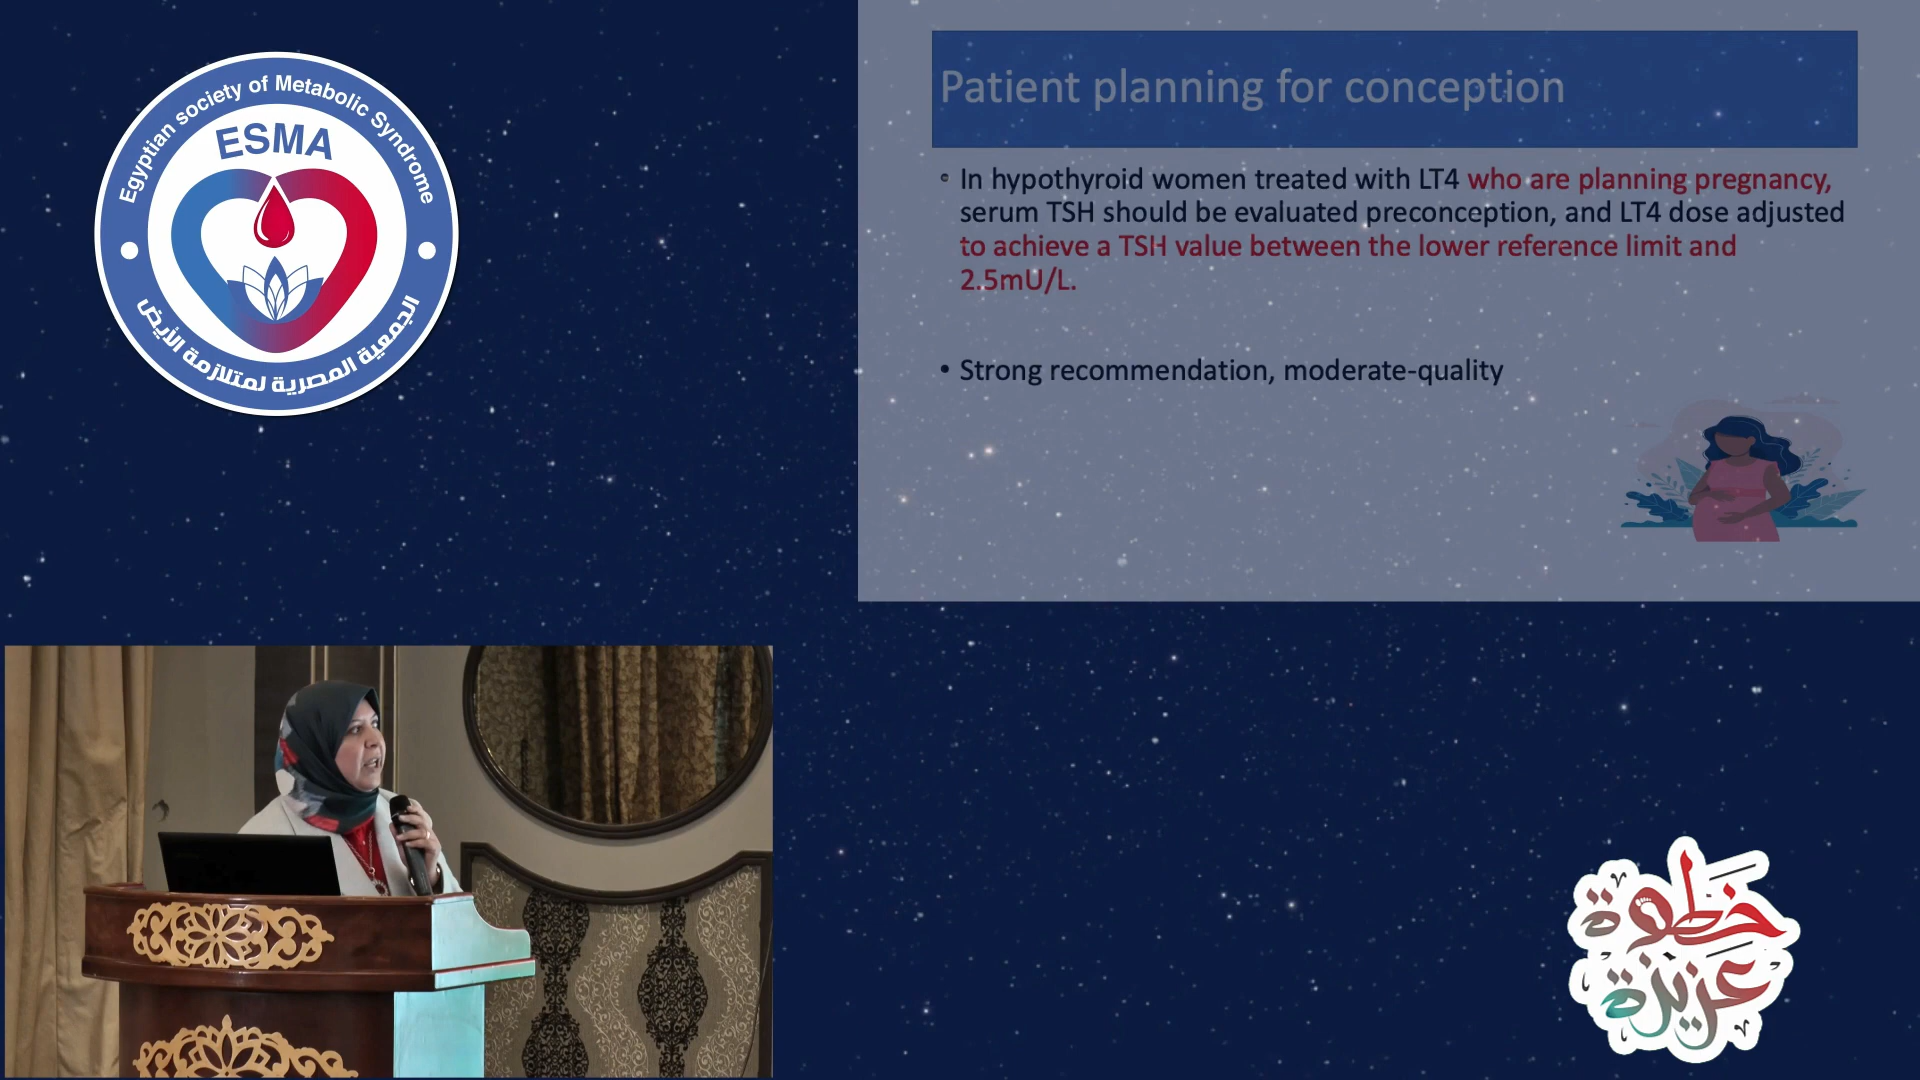 Egyptian society of Metabolic Syndrome
ESMA
الجمعية المصرية لمتلازمة الأيض
Patient planning for conception
• In hypothyroid women treated with LT4 who are planning pregnancy,
serum TSH should be evaluated preconception, and LT4 dose adjusted
to achieve a TSH value between the lower reference limit and
2.5mU/L.
• Strong recommendation, moderate-quality
خطوة
عزيزة